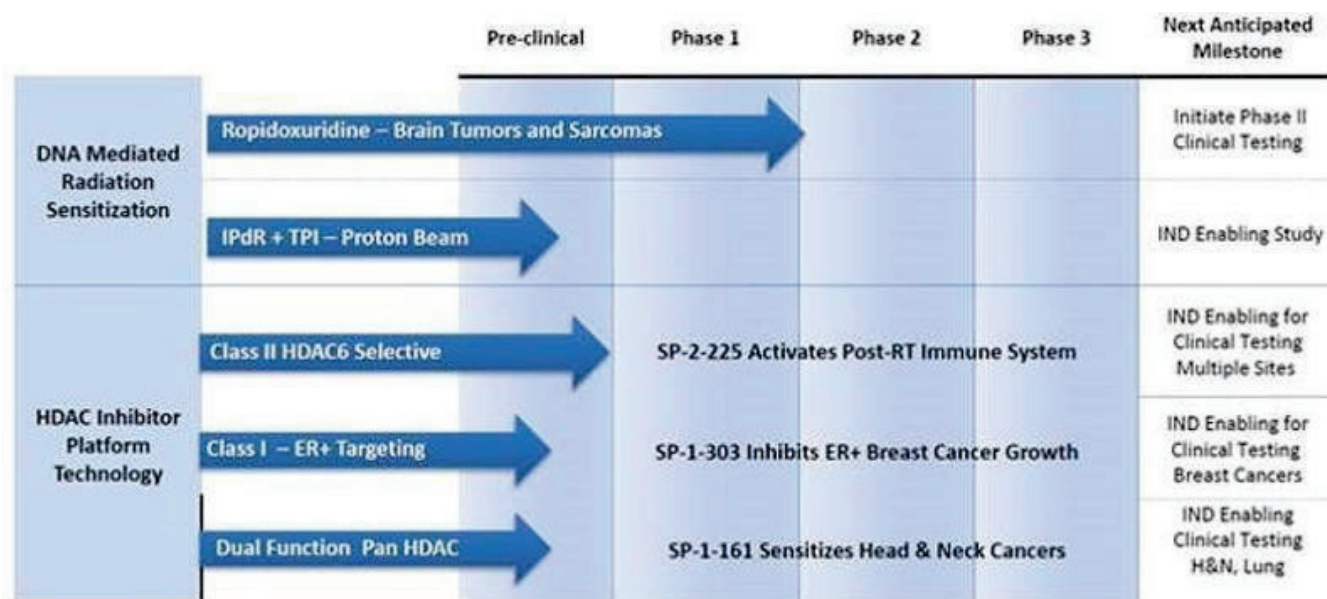 Pre-clinical
Phase 1
Phase 2
Phase 3
Next Anticipated
Milestone
DNA Mediated
Radiation
Sensitization
Ropidoxuridine – Brain Tumors and Sarcomas
Initiate Phase II
Clinical Testing
IPdR + TPI – Proton Beam
IND Enabling Study
HDAC Inhibitor
Platform
Technology
Class II HDAC6 Selective
SP-2-225 Activates Post-RT Immune System
IND Enabling for
Clinical Testing
Multiple Sites
Class I – ER+ Targeting
SP-1-303 Inhibits ER+ Breast Cancer Growth
IND Enabling for
Clinical Testing
Breast Cancers
Dual Function Pan HDAC
SP-1-161 Sensitizes Head & Neck Cancers
IND Enabling
Clinical Testing
H&N, Lung